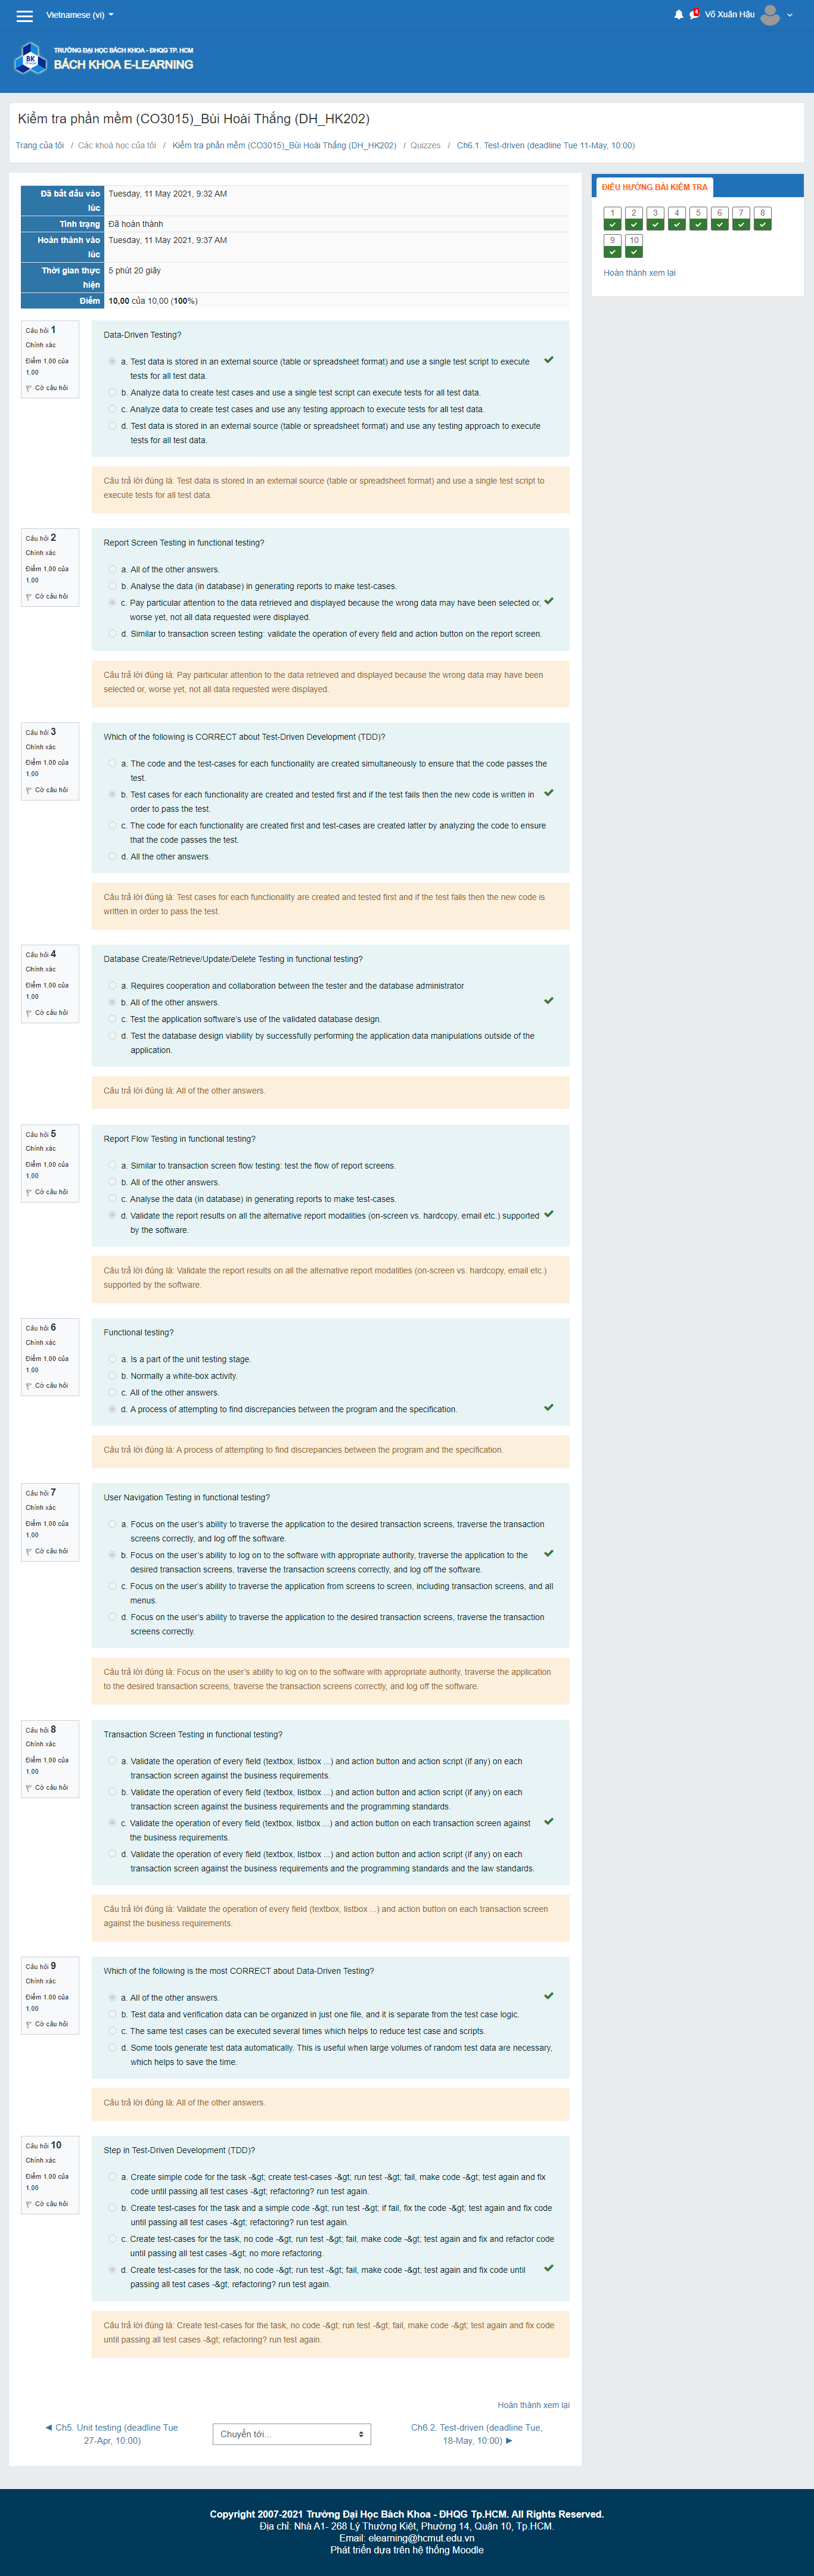 Vietnamese (vi)
4
Võ Xuân Hậu
TRƯỜNG ĐẠI HỌC BÁCH KHOA - ĐHQG TP. HCM
BK
BÁCH KHOA E-LEARNING
Kiểm tra phần mềm (CO3015)_Bùi Hoài Thắng (DH_HK202)
Trang của tôi / Các khoá học của tôi / Kiểm tra phần mềm (CO3015)_Bùi Hoài Thắng (DH_HK202) / Quizzes / Ch6.1. Test-driven (deadline Tue 11-May, 10:00)
Đã bắt đầu vào lúc Tuesday, 11 May 2021, 9:32 AM
Tình trạng Đã hoàn thành
Hoàn thành vào lúc Tuesday, 11 May 2021, 9:37 AM
Thời gian thực hiện 5 phút 20 giây
Điểm 10,00 của 10,00 (100%)
ĐIỀU HƯỚNG BÀI KIỂM TRA
1 2 3 4 5 6 7 8
9 10
Hoàn thành xem lại
Câu hỏi 1
Chính xác
Điểm 1,00 của
1,00
Cờ câu hỏi
Data-Driven Testing?
a. Test data is stored in an external source (table or spreadsheet format) and use a single test script to execute
tests for all test data.
b. Analyze data to create test cases and use a single test script can execute tests for all test data.
c. Analyze data to create test cases and use any testing approach to execute tests for all test data.
d. Test data is stored in an external source (table or spreadsheet format) and use any testing approach to execute
tests for all test data.
Câu trả lời đúng là: Test data is stored in an external source (table or spreadsheet format) and use a single test script to
execute tests for all test data.
Câu hỏi 2
Chính xác
Điểm 1,00 của
1,00
Cờ câu hỏi
Report Screen Testing in functional testing?
a. All of the other answers.
b. Analyse the data (in database) in generating reports to make test-cases.
c. Pay particular attention to the data retrieved and displayed because the wrong data may have been selected or,
worse yet, not all data requested were displayed.
d. Similar to transaction screen testing: validate the operation of every field and action button on the report screen.
Câu trả lời đúng là: Pay particular attention to the data retrieved and displayed because the wrong data may have been
selected or, worse yet, not all data requested were displayed.
Câu hỏi 3
Chính xác
Điểm 1,00 của
1,00
Cờ câu hỏi
Which of the following is CORRECT about Test-Driven Development (TDD)?
a. The code and the test-cases for each functionality are created simultaneously to ensure that the code passes the
test.
b. Test cases for each functionality are created and tested first and if the test fails then the new code is written in
order to pass the test.
c. The code for each functionality are created first and test-cases are created latter by analyzing the code to ensure
that the code passes the test.
d. All the other answers.
Câu trả lời đúng là: Test cases for each functionality are created and tested first and if the test fails then the new code is
written in order to pass the test.
Câu hỏi 4
Chính xác
Điểm 1,00 của
1,00
Cờ câu hỏi
Database Create/Retrieve/Update/Delete Testing in functional testing?
a. Requires cooperation and collaboration between the tester and the database administrator
b. All of the other answers.
c. Test the application software's use of the validated database design.
d. Test the database design viability by successfully performing the application data manipulations outside of the
application.
Câu trả lời đúng là: All of the other answers.
Câu hỏi 5
Chính xác
Điểm 1,00 của
1,00
Cờ câu hỏi
Report Flow Testing in functional testing?
a. Similar to transaction screen flow testing: test the flow of report screens.
b. All of the other answers.
c. Analyse the data (in database) in generating reports to make test-cases.
d. Validate the report results on all the alternative report modalities (on-screen vs. hardcopy, email etc.) supported
by the software.
Câu trả lời đúng là: Validate the report results on all the alternative report modalities (on-screen vs. hardcopy, email etc.)
supported by the software.
Câu hỏi 6
Chính xác
Điểm 1,00 của
1,00
Cờ câu hỏi
Functional testing?
a. Is a part of the unit testing stage.
b. Normally a white-box activity.
c. All of the other answers.
d. A process of attempting to find discrepancies between the program and the specification.
Câu trả lời đúng là: A process of attempting to find discrepancies between the program and the specification.
Câu hỏi 7
Chính xác
Điểm 1,00 của
1,00
Cờ câu hỏi
User Navigation Testing in functional testing?
a. Focus on the user's ability to traverse the application to the desired transaction screens, traverse the transaction
screens correctly, and log off the software.
b. Focus on the user's ability to log on to the software with appropriate authority, traverse the application to the
desired transaction screens, traverse the transaction screens correctly, and log off the software.
c. Focus on the user's ability to traverse the application from screens to screen, including transaction screens, and all
menus.
d. Focus on the user's ability to traverse the application to the desired transaction screens, traverse the transaction
screens correctly.
Câu trả lời đúng là: Focus on the user's ability to log on to the software with appropriate authority, traverse the application
to the desired transaction screens, traverse the transaction screens correctly, and log off the software.
Câu hỏi 8
Chính xác
Điểm 1,00 của
1,00
Cờ câu hỏi
Transaction Screen Testing in functional testing?
a. Validate the operation of every field (textbox, listbox ...) and action button and action script (if any) on each
transaction screen against the business requirements.
b. Validate the operation of every field (textbox, listbox ...) and action button and action script (if any) on each
transaction screen against the business requirements and the programming standards.
c. Validate the operation of every field (textbox, listbox ...) and action button on each transaction screen against
the business requirements.
d. Validate the operation of every field (textbox, listbox ...) and action button and action script (if any) on each
transaction screen against the business requirements and the programming standards and the law standards.
Câu trả lời đúng là: Validate the operation of every field (textbox, listbox ...) and action button on each transaction screen
against the business requirements.
Câu hỏi 9
Chính xác
Điểm 1,00 của
1,00
Cờ câu hỏi
Which of the following is the most CORRECT about Data-Driven Testing?
a. All of the other answers.
b. Test data and verification data can be organized in just one file, and it is separate from the test case logic.
c. The same test cases can be executed several times which helps to reduce test case and scripts.
d. Some tools generate test data automatically. This is useful when large volumes of random test data are necessary,
which helps to save the time.
Câu trả lời đúng là: All of the other answers.
Câu hỏi 10
Chính xác
Điểm 1,00 của
1,00
Cờ câu hỏi
Step in Test-Driven Development (TDD)?
a. Create simple code for the task -&gt; create test-cases -&gt; run test -&gt; fail, make code -&gt; test again and fix
code until passing all test cases -&gt; refactoring? run test again.
b. Create test-cases for the task and a simple code -&gt; run test -&gt; if fail, fix the code -&gt; test again and fix code
until passing all test cases -&gt; refactoring? run test again.
c. Create test-cases for the task, no code -&gt; run test -&gt; fail, make code -&gt; test again and fix and refactor code
until passing all test cases -&gt; no more refactoring.
d. Create test-cases for the task, no code -&gt; run test -&gt; fail, make code -&gt; test again and fix code until
passing all test cases -&gt; refactoring? run test again.
Câu trả lời đúng là: Create test-cases for the task, no code -&gt; run test -&gt; fail, make code -&gt; test again and fix code
until passing all test cases -&gt; refactoring? run test again.
Hoàn thành xem lại
◄ Ch5. Unit testing (deadline Tue
27-Apr, 10:00)
Chuyển tới...
Ch6.2. Test-driven (deadline Tue,
18-May, 10:00) ►
Copyright 2007-2021 Trường Đại Học Bách Khoa - ĐHQG Tp.HCM. All Rights Reserved.
Địa chỉ: Nhà A1- 268 Lý Thường Kiệt, Phường 14, Quận 10, Tp.HCM.
Email: elearning@hcmut.edu.vn
Phát triển dựa trên hệ thống Moodle